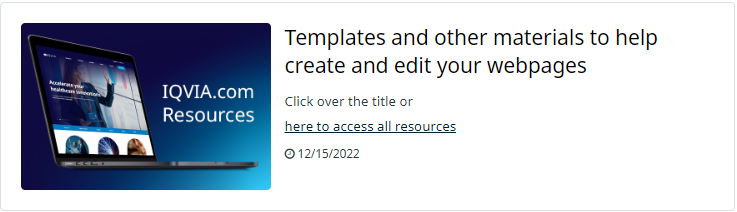 Templates and other materials to help
create and edit your webpages
Accelerate your
healthcare connections
IQVIA.com
Resources
Click over the title or
here to access all resources
12/15/2022